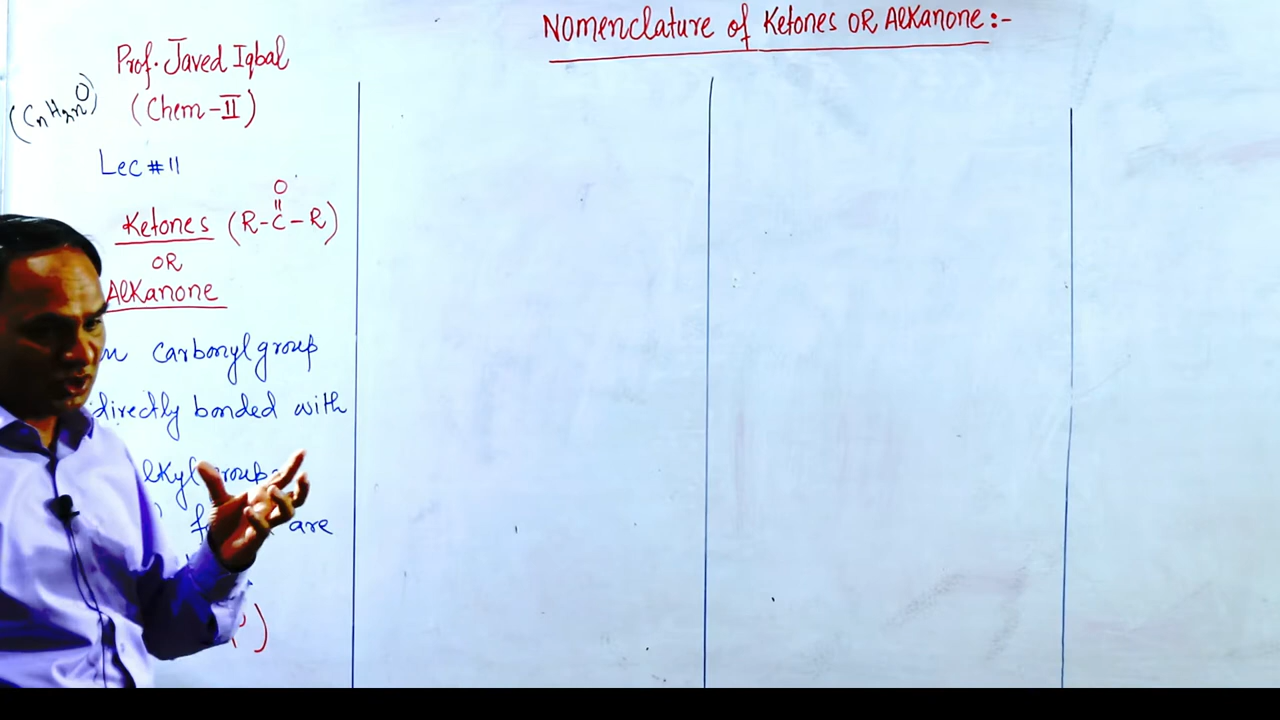 Nomenclature of Ketones OR Alkanone:-
Prof. Javed Iqbal
(CnH2nO)
(Chem-II)
Lec # 11
O
Ketones (R-C-R)
OR
Alkanone
carbonyl group
directly bonded with
are